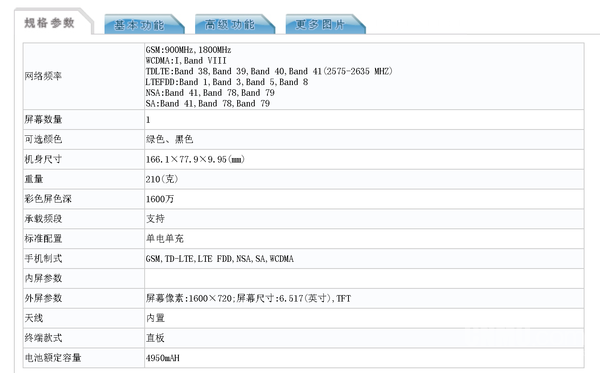 规格参数 基本功能 高级功能 更多图片
网络频率
GSM:900MHz,1800MHz
WCDMA:I,Band VIII
TDLTE:Band 38,Band 39,Band 40,Band 41(2575-2635 MHZ)
LTEFDD:Band 1,Band 3,Band 5,Band 8
NSA:Band 41,Band 78,Band 79
SA:Band 41,Band 78,Band 79
屏幕数量 1
可选颜色 绿色、黑色
机身尺寸 166.1×77.9×9.95(mm)
重量 210(克)
彩色屏色深 1600万
承载频段 支持
标准配置 单电单充
手机制式 GSM,TD-LTE,LTE FDD,NSA,SA,WCDMA
内屏参数
外屏参数 屏幕像素:1600×720;屏幕尺寸:6.517(英寸),TFT
天线 内置
终端款式 直板
电池额定容量 4950mAH